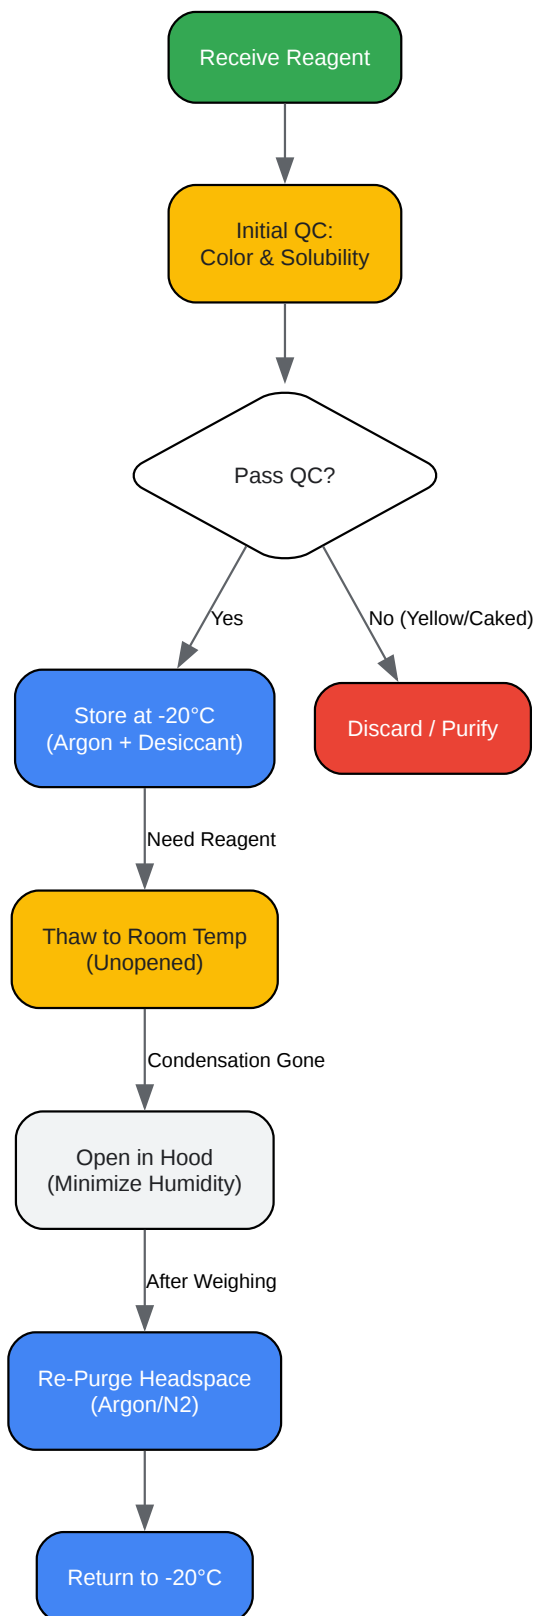 Receive Reagent
Initial QC:
Color & Solubility
Pass QC?
Yes
No (Yellow/Caked)
Store at -20°C
(Argon + Desiccant)
Discard / Purify
Need Reagent
Thaw to Room Temp
(Unopened)
Condensation Gone
Open in Hood
(Minimize Humidity)
After Weighing
Re-Purge Headspace
(Argon/N2)
Return to -20°C